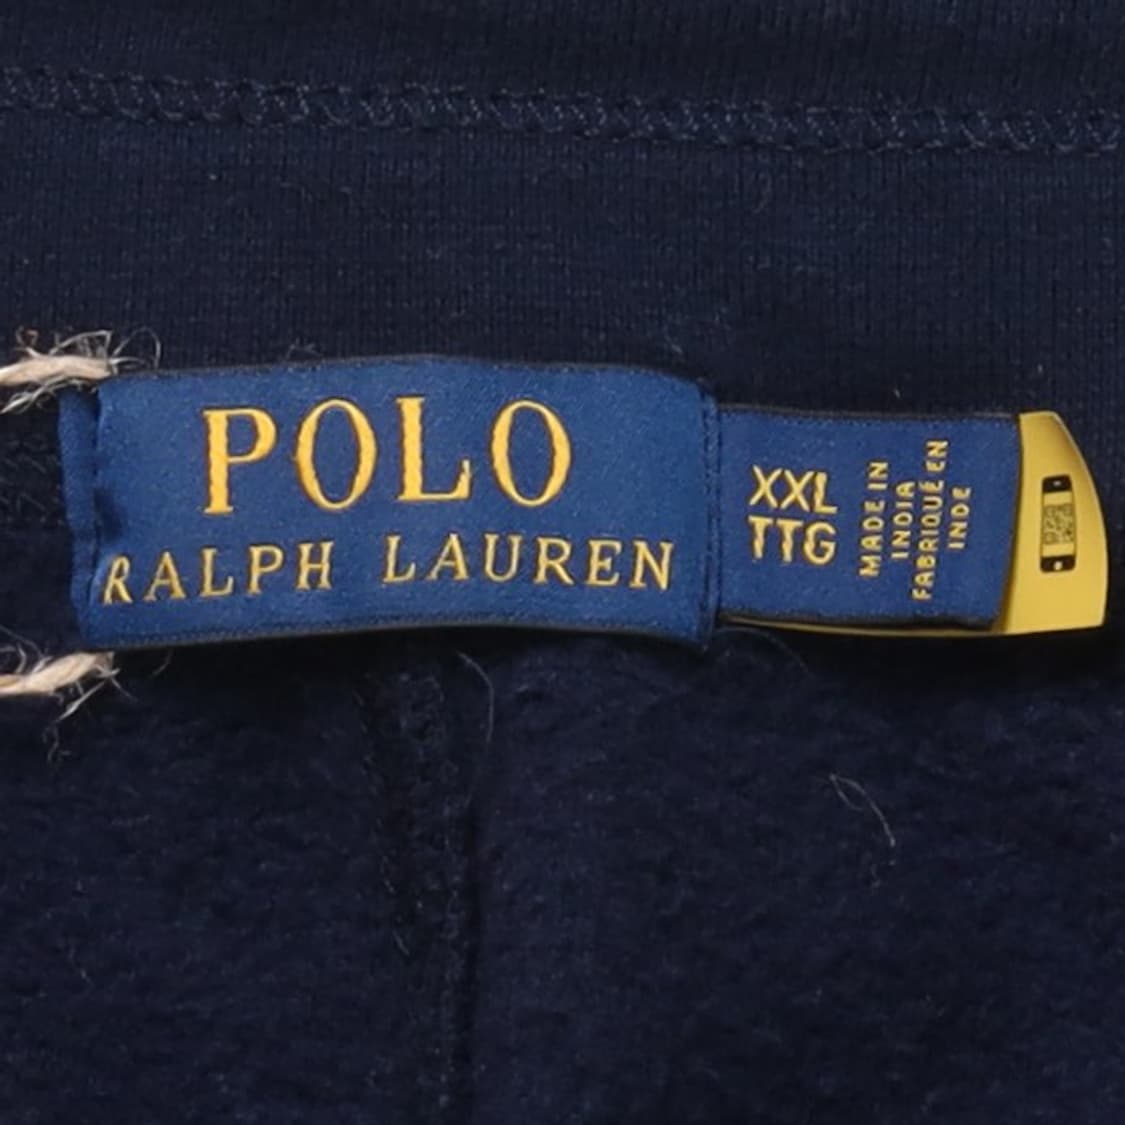 POLO
RALPH LAUREN
XXL
TTG
MADE IN
INDIA
FABRIQUÉ EN
INDE